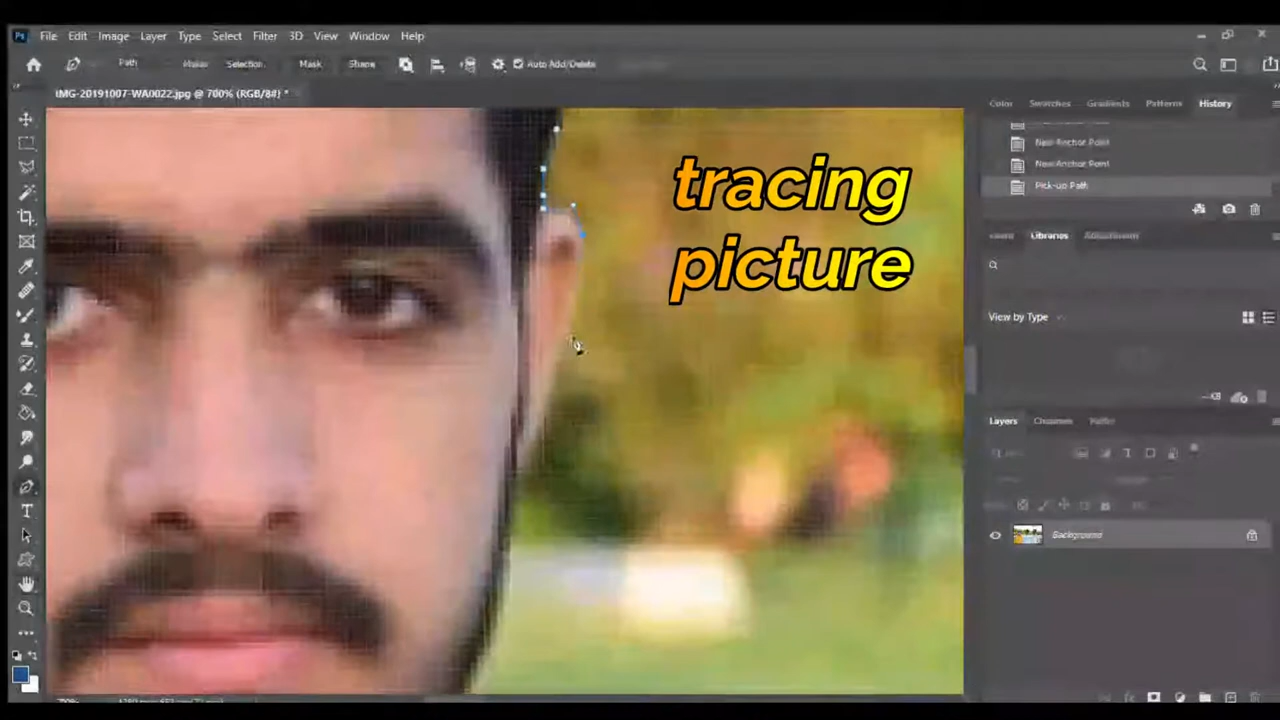 File Edit Image Layer Type Select Filter 3D View Window Help
Path Selection... Mask Shape Auto Add/Delete
IMG-20191007-WA0022.jpg @ 700% (RGB/8#) *
Color Swatches Gradients Patterns History
New Anchor Point
New Anchor Point
Pick-up Path
Libraries
View by Type
Layers
Background
tracing
picture